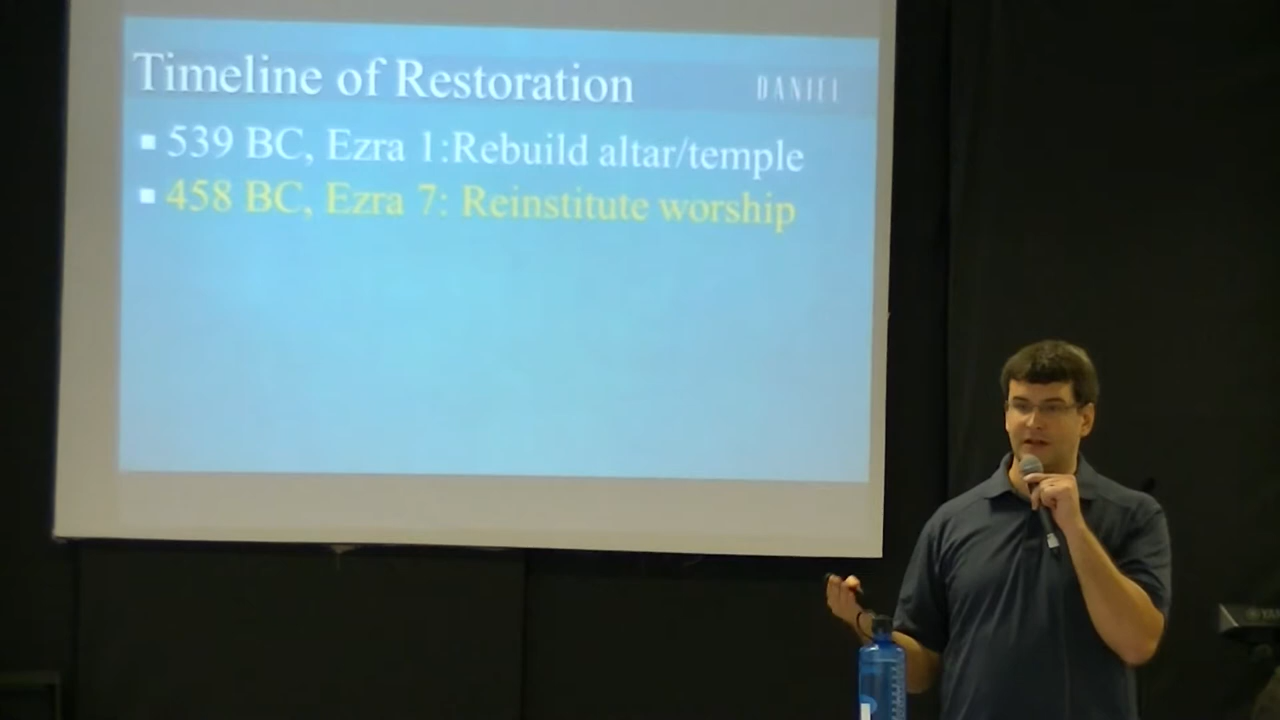 Timeline of Restoration
DANIEL
▪ 539 BC, Ezra 1:Rebuild altar/temple
▪ 458 BC, Ezra 7: Reinstitute worship